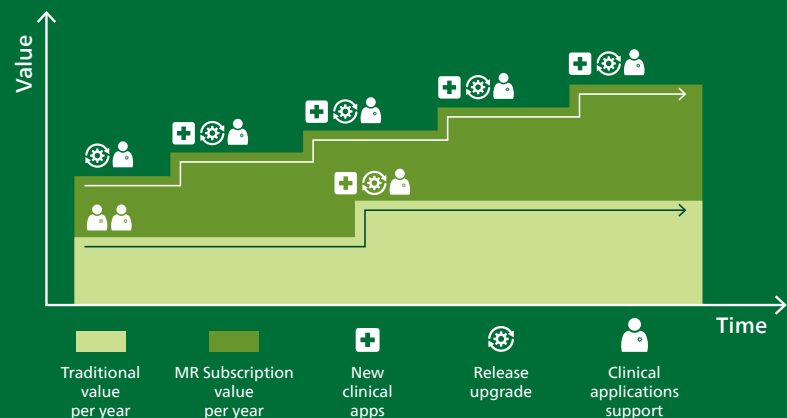 Value
Time
Traditional
value
per year
MR Subscription
value
per year
New
clinical
apps
Release
upgrade
Clinical
applications
support